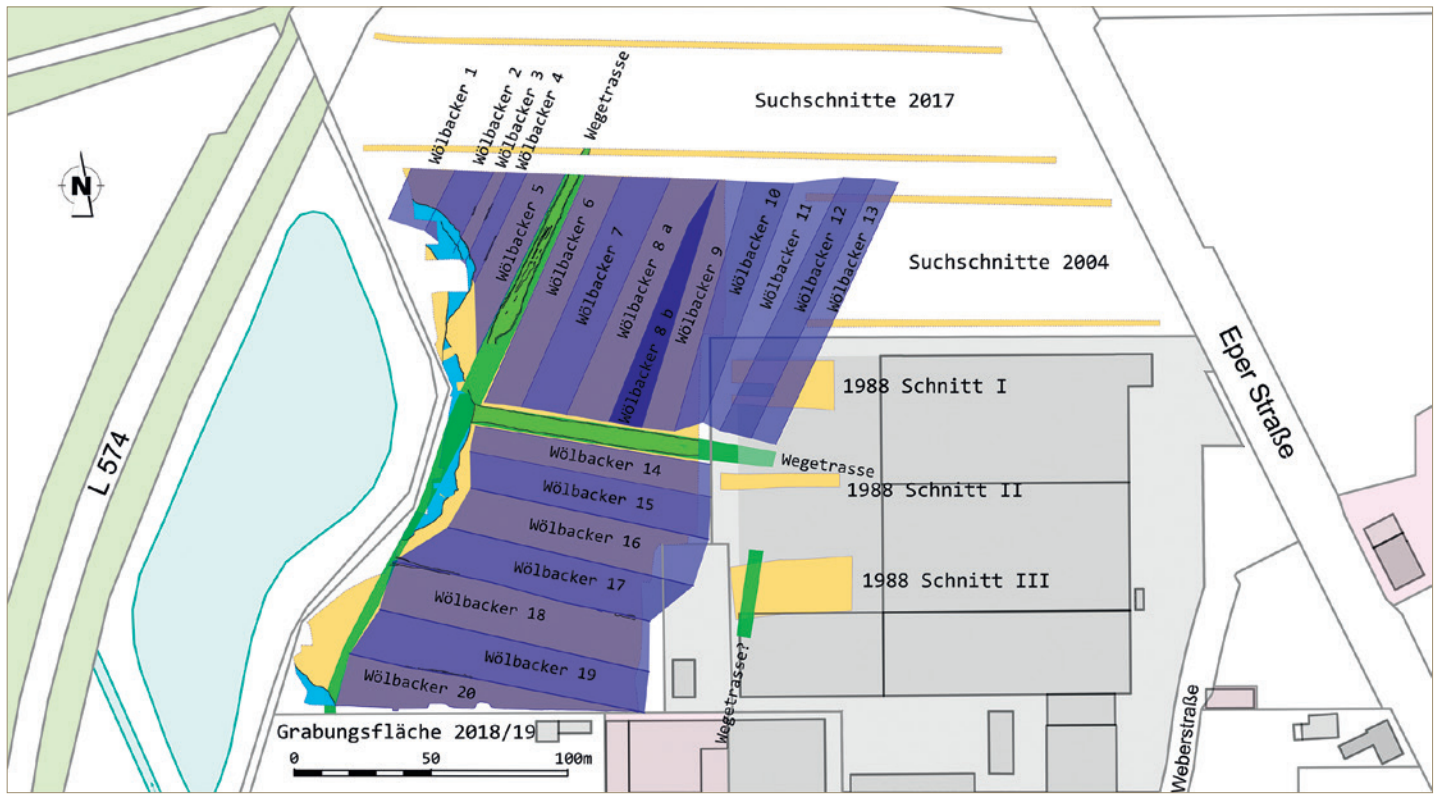 Wölbacker 1
Wölbacker 2
Wölbacker 3
Wölbacker 4
Wegetrasse
Suchschnitte 2017
N
Wölbacker 5
Wölbacker 6
Wölbacker 7
Wölbacker 8 a
Wölbacker 8 b
Wölbacker 9
Wölbacker 10
Wölbacker 11
Wölbacker 12
Wölbacker 13
Suchschnitte 2004
Eper Straße
1988 Schnitt I
L 574
Wegetrasse
Wölbacker 14
Wölbacker 15
1988 Schnitt II
Wölbacker 16
Wölbacker 17
1988 Schnitt III
Wölbacker 18
Wölbacker 19
Wölbacker 20
Wegetrasse?
Weberstraße
Grabungsfläche 2018/19
0 50 100m